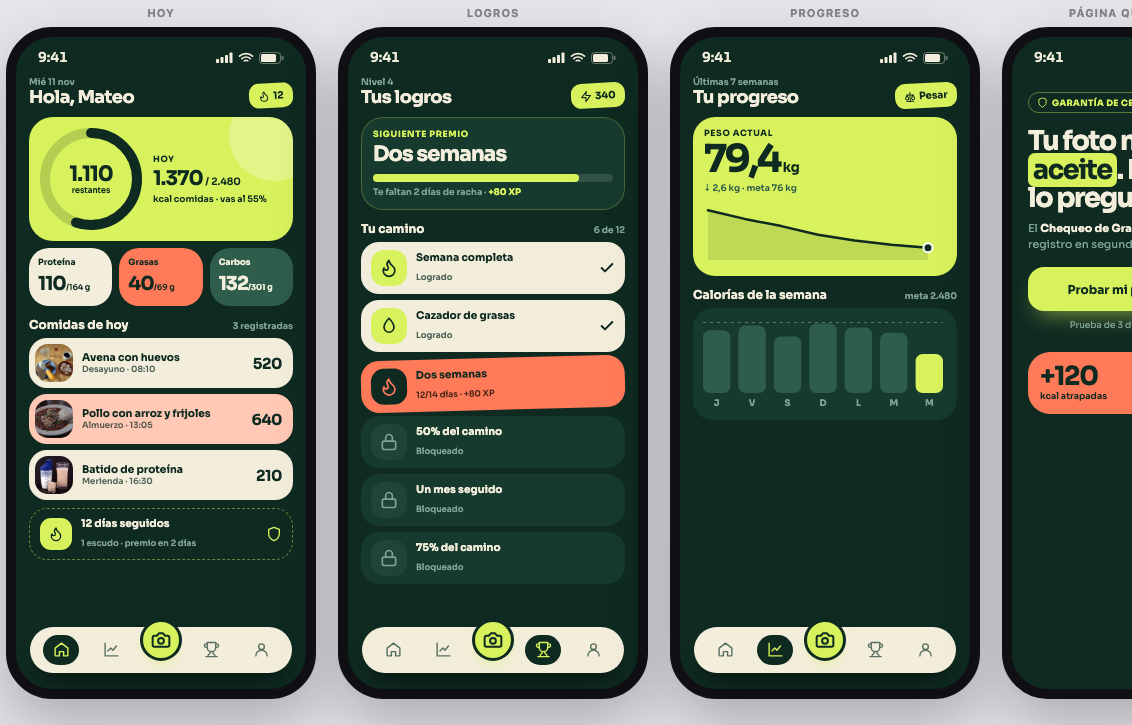 HOY
9:41
Mié 11 nov
Hola, Mateo
12
1.110
restantes
HOY
1.370 / 2.480
kcal comidas · vas al 55%
Proteína
110/164 g
Grasas
40/69 g
Carbos
132/301 g
Comidas de hoy
3 registradas
Avena con huevos
Desayuno · 08:10
520
Pollo con arroz y frijoles
Almuerzo · 13:05
640
Batido de proteína
Merienda · 16:30
210
12 días seguidos
1 escudo · premio en 2 días
LOGROS
9:41
Nivel 4
Tus logros
340
SIGUIENTE PREMIO
Dos semanas
Te faltan 2 días de racha · +80 XP
Tu camino
6 de 12
Semana completa
Logrado
Cazador de grasas
Logrado
Dos semanas
12/14 días · +80 XP
50% del camino
Bloqueado
Un mes seguido
Bloqueado
75% del camino
Bloqueado
PROGRESO
9:41
Últimas 7 semanas
Tu progreso
Pesar
PESO ACTUAL
79,4kg
↓ 2,6 kg · meta 76 kg
Calorías de la semana
meta 2.480
J V S D L M M
PÁGINA QU
9:41
GARANTÍA DE CE
Tu foto n
aceite.
lo pregu
El Chequeo de Gra
registro en segund
Probar mi
Prueba de 3 d
+120
kcal atrapadas